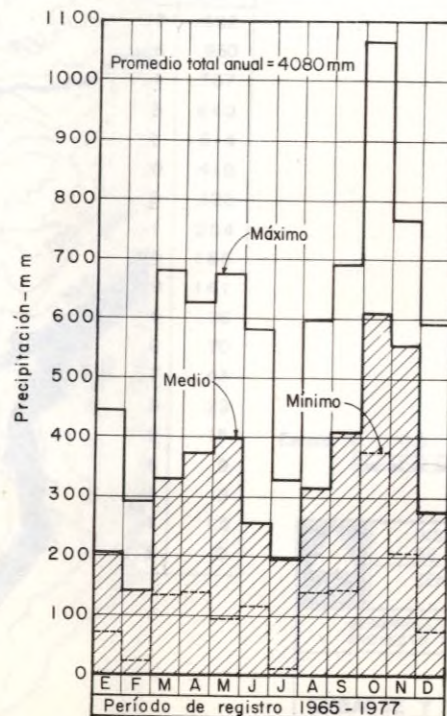 1100
Promedio total anual = 4080 mm
1000
900
800
700
Máximo
600
500
Medio
Mínimo
400
300
200
100
0
Precipitación - mm
E F M A M J J A S O N D
Período de registro 1965 - 1977